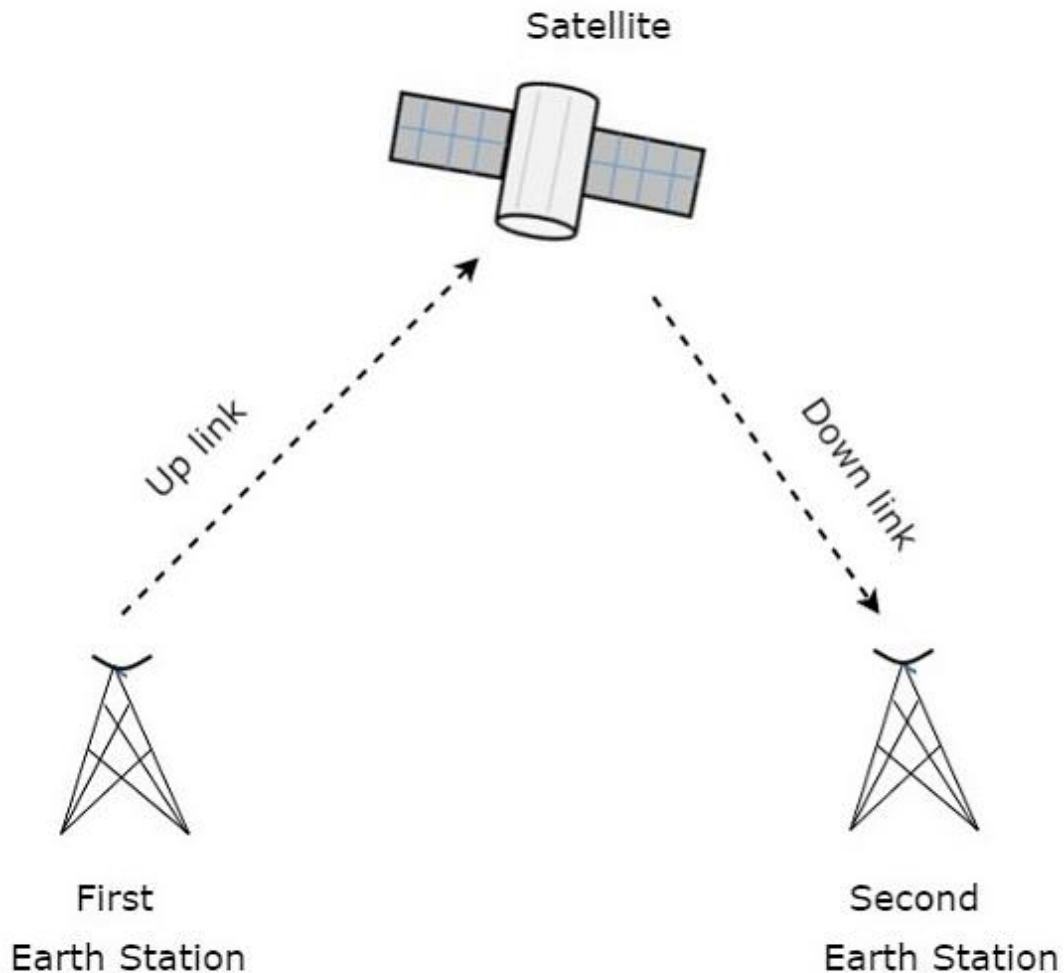 Satellite
Up link
Down link
First
Earth Station
Second
Earth Station